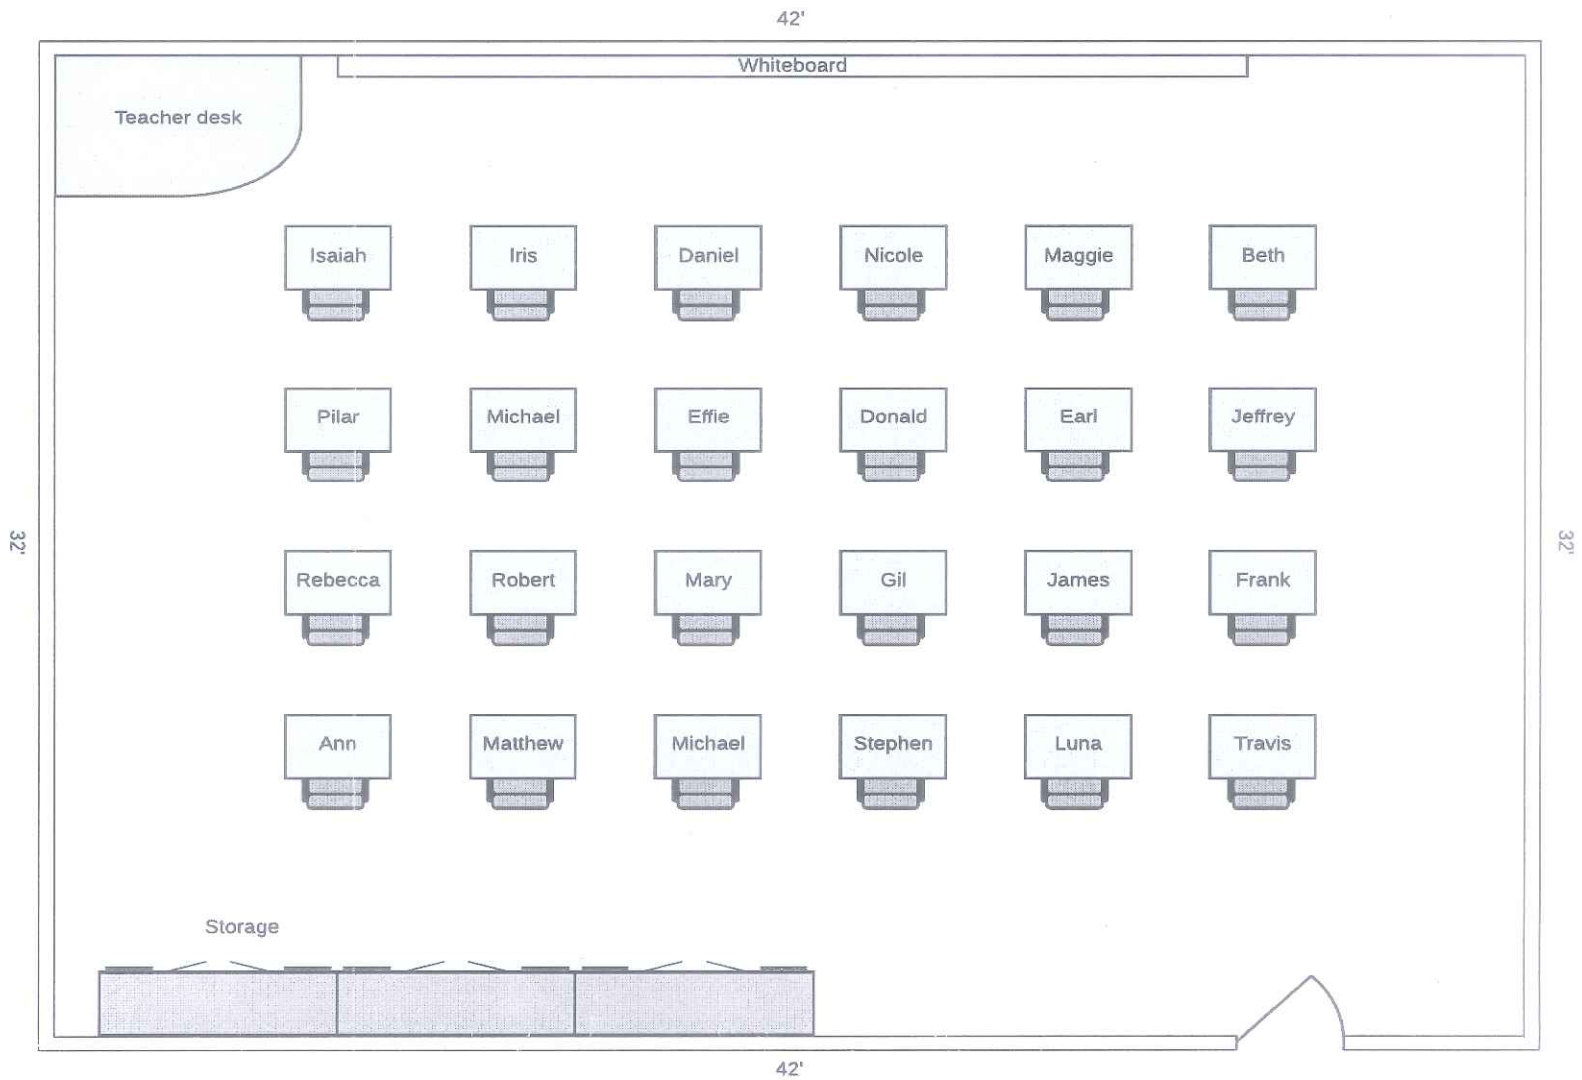 42'
Whiteboard
Teacher desk
Isaiah Iris Daniel Nicole Maggie Beth
Pilar Michael Effie Donald Earl Jeffrey
32' 32'
Rebecca Robert Mary Gil James Frank
Ann Matthew Michael Stephen Luna Travis
Storage
42'